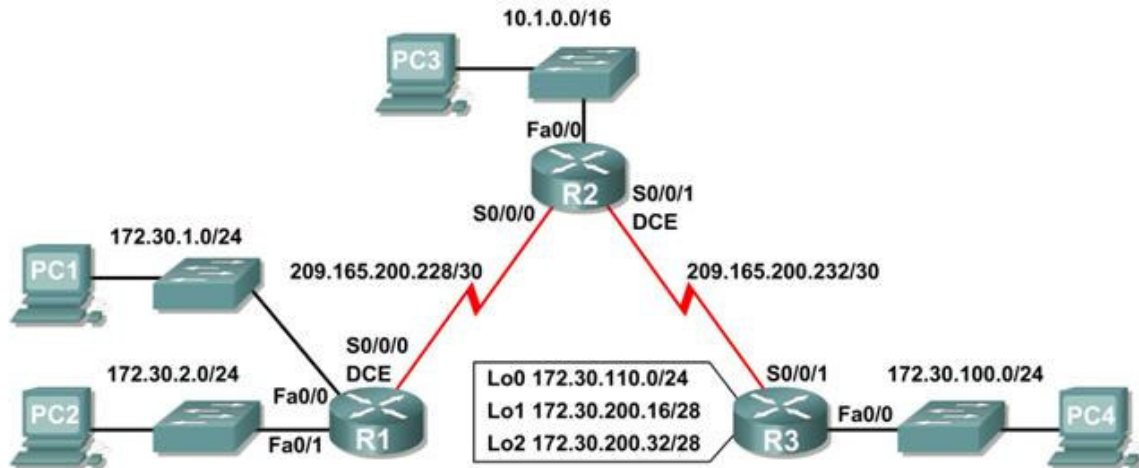 10.1.0.0/16
PC3
Fa0/0
R2
S0/0/0
S0/0/1
DCE
172.30.1.0/24
PC1
209.165.200.228/30
209.165.200.232/30
S0/0/0
DCE
172.30.2.0/24
PC2
Fa0/0
Fa0/1
R1
Lo0 172.30.110.0/24
Lo1 172.30.200.16/28
Lo2 172.30.200.32/28
S0/0/1
R3
Fa0/0
172.30.100.0/24
PC4